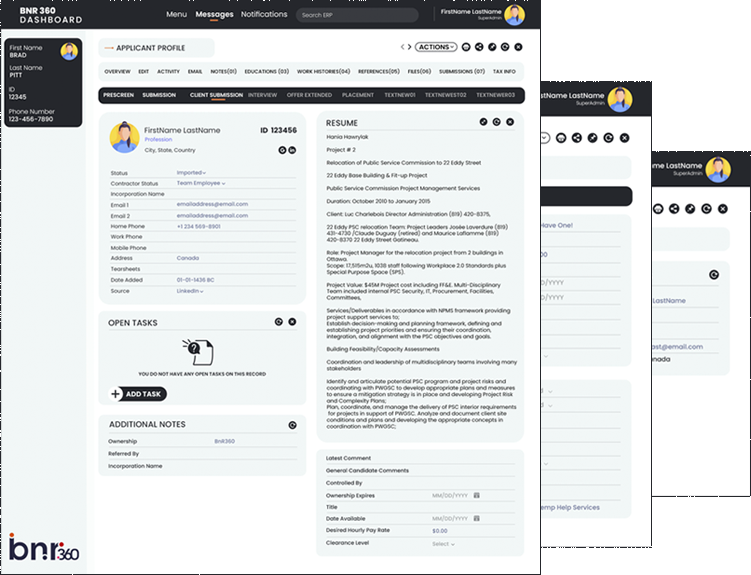 BNR 360
DASHBOARD
Menu Messages Notifications
Search ERP
FirstName LastName
SuperAdmin
First Name
BRAD
Last Name
PITT
ID
12345
Phone Number
123-456-7890
APPLICANT PROFILE
ACTIONS
OVERVIEW EDIT ACTIVITY EMAIL NOTES(01) EDUCATIONS (03) WORK HISTORIES(04) REFERENCES(05) FILES(06) SUBMISSIONS (07) TAX INFO
PRESCREEN SUBMISSION CLIENT SUBMISSION INTERVIEW OFFER EXTENDED PLACEMENT TEXTNEW01 TEXTNEWEST02 TEXTNEWER03
FirstName LastName ID 123456
Profession
City, State, Country
Status Imported
Contractor Status Team Employee
Incorporation Name
Email 1 emailaddress@email.com
Email 2 emailaddress@email.com
Home Phone +1 234 569-8901
Work Phone
Mobile Phone
Address Canada
Tearsheets
Date Added 01-01-1436 BC
Source LinkedIn
OPEN TASKS
YOU DO NOT HAVE ANY OPEN TASKS ON THIS RECORD
ADD TASK
ADDITIONAL NOTES
Ownership BnR360
Referred By
Incorporation Name
RESUME
Hania Hawrylak
Project # 2
Relocation of Public Service Commission to 22 Eddy Street
22 Eddy Base Building & Fit-up Project
Public Service Commission Project Management Services
Duration: October 2010 to January 2015
Client: Luc Charlebois Director Administration (819) 420-8375,
22 Eddy PSC relocation Team: Project Leaders Josée Laverdure (819)
431-4730 /Claude Duguay (retired) and Maurice Laflamme (819)
420-8370 22 Eddy Street Gatineau.
Role: Project Manager for the relocation project from 2 buildings in
Ottawa.
Scope: 17,515m2u, 1038 staff following Workplace 2.0 Standards plus
Special Purpose Space (SPS).
Project Value: $45M Project cost including FF&E. Multi-Disciplinary
Team included internal PSC Security, IT, Procurement, Facilities,
Committees,
Services/Deliverables in accordance with NPMS framework providing
project support services to;
Establish decision-making and planning framework, defining and
establishing project priorities and ensuring their coordination,
integration, and alignment with the PSC objectives and goals.
Building Feasibility/Capacity Assessments
Coordination and leadership of multidisciplinary teams involving many
stakeholders
Identify and articulate potential PSC program and project risks and
coordinating with PWGSC to develop appropriate plans and measures
to ensure a mitigation strategy is in place and developing Project Risk
and Complexity Plans;
Plan, coordinate, and manage the delivery of PSC interior requirements
for projects in support of PWGSC. Analyze and document client site
conditions and plans and developing the appropriate concepts in
coordination with PWGSC;
Latest Comment
General Candidate Comments
Controlled By
Ownership Expires MM/DD/YYYY
Title
Date Available MM/DD/YYYY
Desired Hourly Pay Rate $0.00
Clearance Level Select
bnr360
stName LastName
SuperAdmin
Have One!
00
DD/YYYY
DD/YYYY
emp Help Services
me LastName
SuperAdmin
LastName
ast@email.com
nada